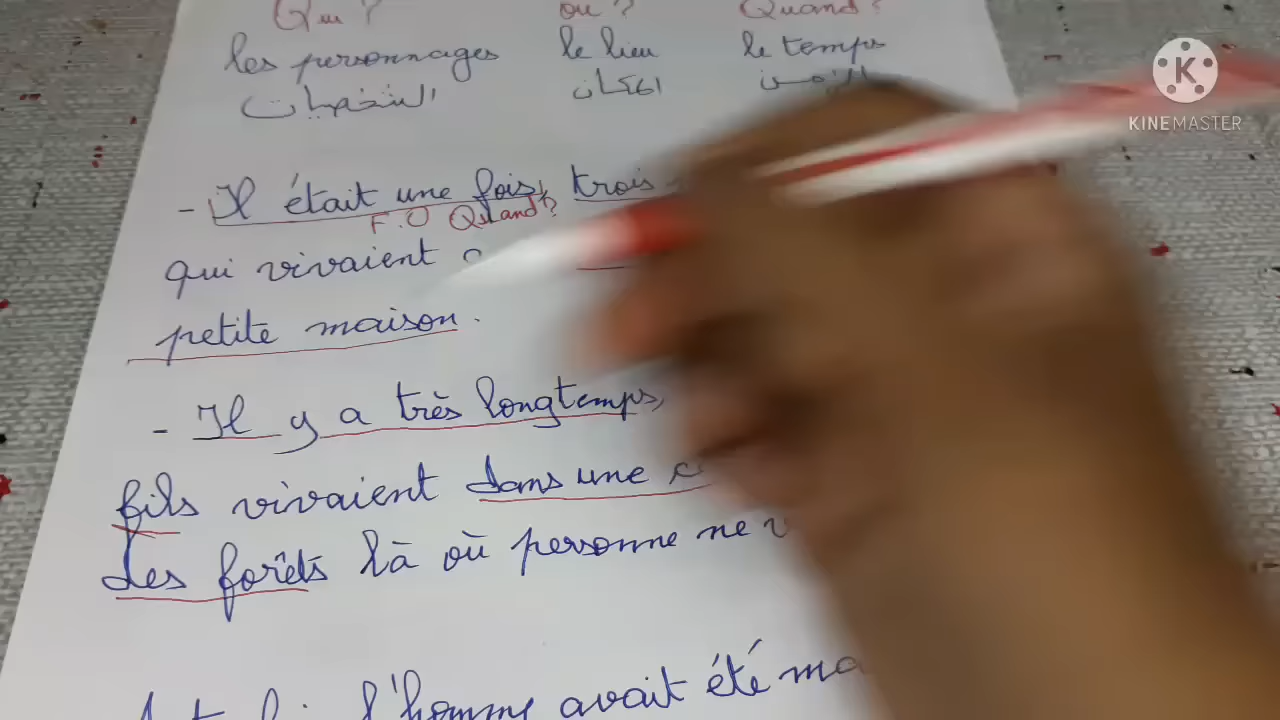 Qui ? où ? Quand ?
les personnages le lieu le temps
الشخصيات المكان الزمن
- Il était une fois, trois
F.O Quand?
qui vivaient
petite maison.
- Il y a très longtemps,
fils vivaient dans une
des forêts là où personne ne
l'homme avait été
KINEMASTER